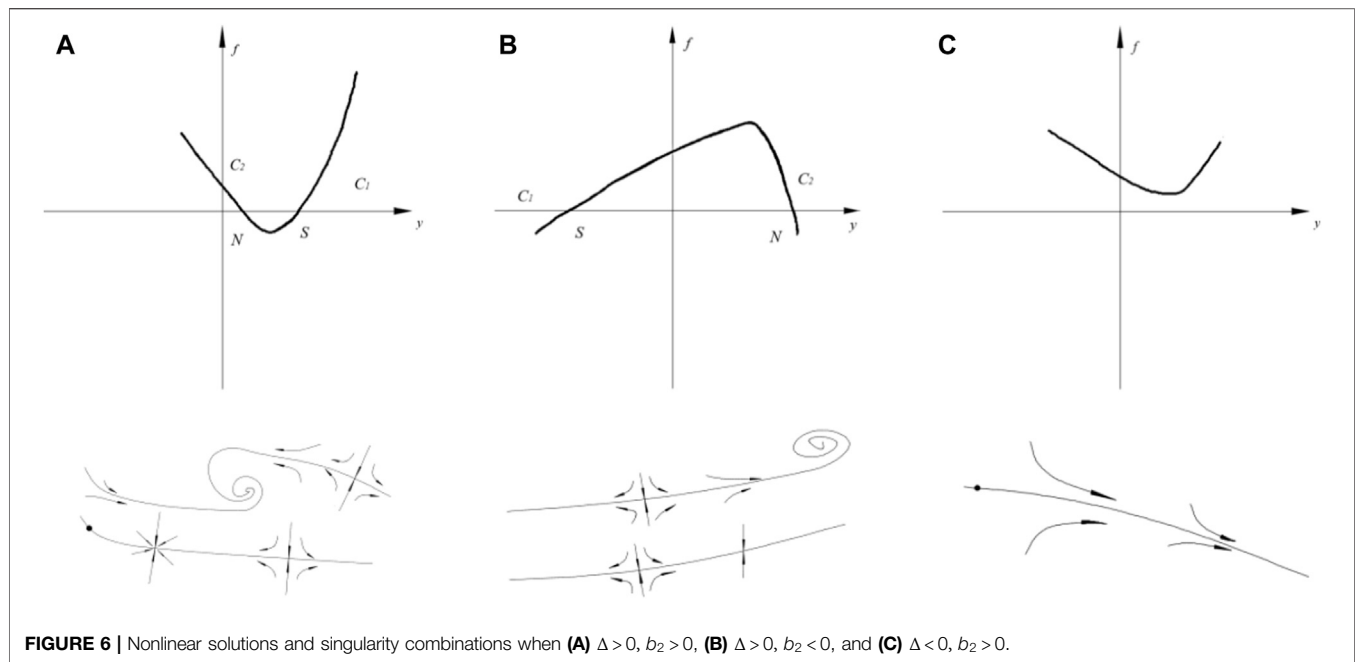 A
f
C₂
C₁
N
S
y
B
f
C₁
C₂
S
N
y
C
f
y
FIGURE 6 | Nonlinear solutions and singularity combinations when (A) Δ > 0, b₂ > 0, (B) Δ > 0, b₂ < 0, and (C) Δ < 0, b₂ > 0.